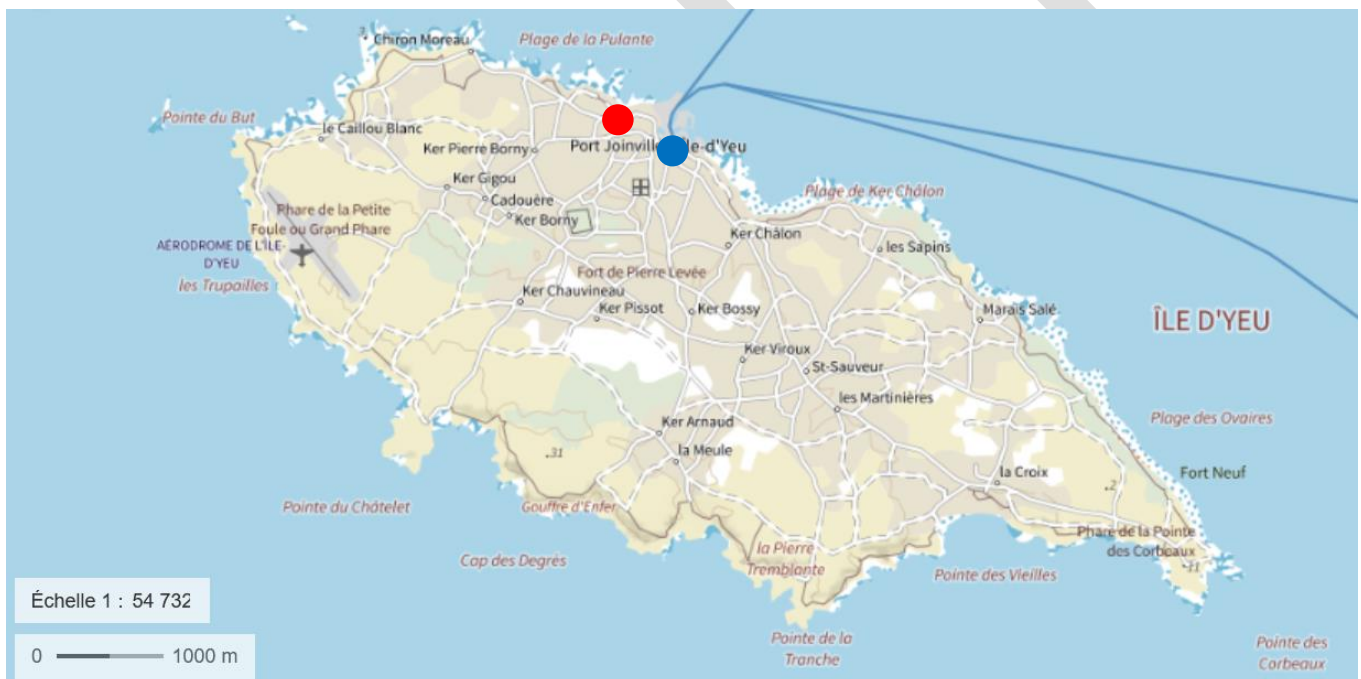 Chiron Moreau
Plage de la Pulante
Pointe du But
le Caillou Blanc
Ker Pierre Borny
Port Joinville
le-d'Yeu
Ker Gigou
Cadouère
Ker Borny
Plage de Ker Châlon
Phare de la Petite
Foule ou Grand Phare
AÉRODROME DE L'ÎLE-
D'YEU
les Trupailles
Ker Châlon
les Sapins
Fort de Pierre Levée
Ker Chauvineau
Ker Pissot
Ker Bossy
Marais Salé
ÎLE D'YEU
Ker Viroux
St-Sauveur
les Martinières
Ker Arnaud
la Meule
31
Plage des Ovaires
Fort Neuf
la Croix
2
Pointe du Châtelet
Gouffre d'Enfer
Phare de la Pointe
des Corbeaux
11
Cap des Degrés
la Pierre
Tremblante
Pointe des Vieilles
Échelle 1 : 54 732
Pointe de la
Tranche
Pointe des
Corbeaux
0 1000 m